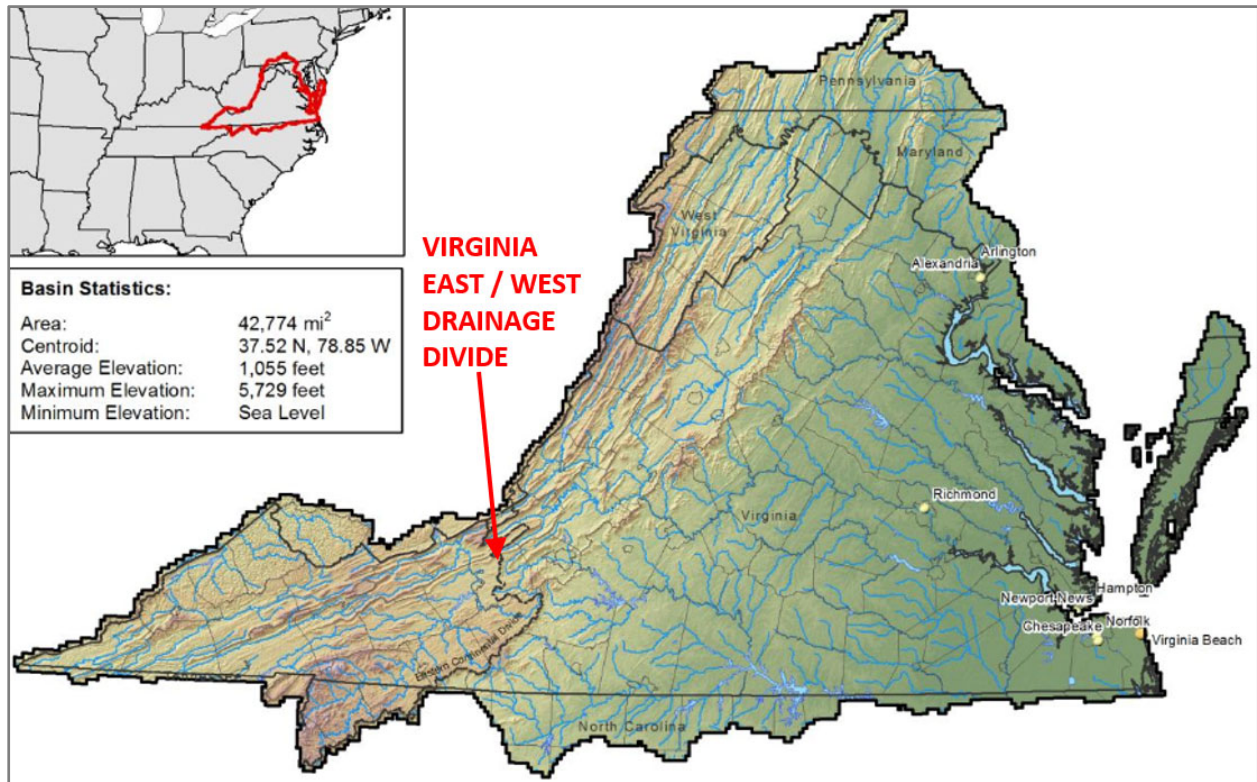 Pennsylvania
Maryland
West
Virginia
VIRGINIA
EAST / WEST
DRAINAGE
DIVIDE
Arlington
Alexandria
Basin Statistics:
Area: 42,774 mi²
Centroid: 37.52 N, 78.85 W
Average Elevation: 1,055 feet
Maximum Elevation: 5,729 feet
Minimum Elevation: Sea Level
Richmond
Virginia
Hampton
Newport News
Norfolk
Chesapeake
Virginia Beach
Eastern Continental Divide
North Carolina